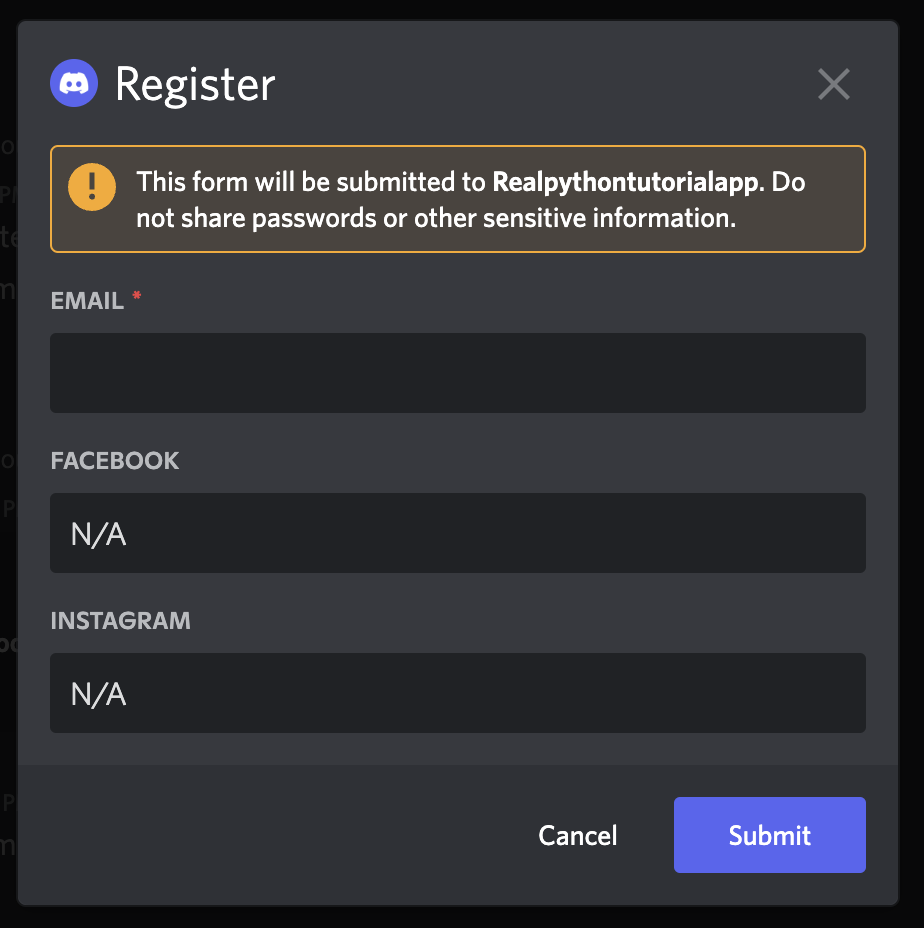 Register
This form will be submitted to Realpythontutorialapp. Do
not share passwords or other sensitive information.
EMAIL *
FACEBOOK
N/A
INSTAGRAM
N/A
Cancel
Submit